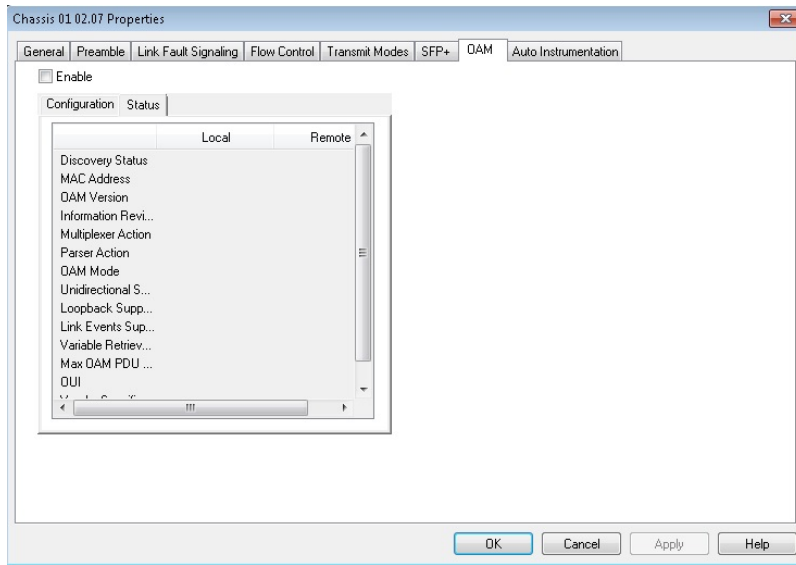 Chassis 01 02.07 Properties
General Preamble Link Fault Signaling Flow Control Transmit Modes SFP+ OAM Auto Instrumentation
Enable
Configuration Status
Local Remote
Discovery Status
MAC Address
OAM Version
Information Revi...
Multiplexer Action
Parser Action
OAM Mode
Unidirectional S...
Loopback Supp...
Link Events Sup...
Variable Retriev...
Max OAM PDU ...
OUI
OK Cancel Apply Help